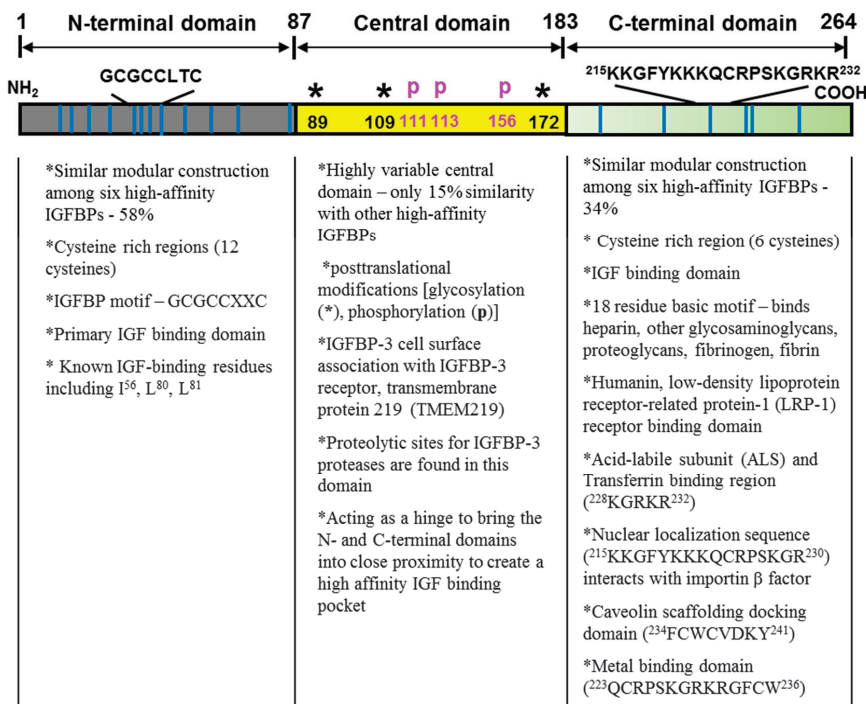 1 N-terminal domain 87 Central domain 183 C-terminal domain 264
GCGCCLTC
²¹⁵KKGFYKKKQCRPSKGRKR²³²
NH₂
COOH
* * p p p *
89 109 111 113 156 172
*Similar modular construction
among six high-affinity
IGFBPs - 58%
*Cysteine rich regions (12
cysteines)
*IGFBP motif – GCGCCXXC
*Primary IGF binding domain
* Known IGF-binding residues
including I⁵⁶, L⁸⁰, L⁸¹
*Highly variable central
domain – only 15% similarity
with other high-affinity
IGFBPs
*posttranslational
modifications [glycosylation
(*), phosphorylation (p)]
*IGFBP-3 cell surface
association with IGFBP-3
receptor, transmembrane
protein 219 (TMEM219)
*Proteolytic sites for IGFBP-3
proteases are found in this
domain
*Acting as a hinge to bring the
N- and C-terminal domains
into close proximity to create a
high affinity IGF binding
pocket
*Similar modular construction
among six high-affinity IGFBPs -
34%
* Cysteine rich region (6 cysteines)
*IGF binding domain
*18 residue basic motif – binds
heparin, other glycosaminoglycans,
proteoglycans, fibrinogen, fibrin
*Humanin, low-density lipoprotein
receptor-related protein-1 (LRP-1)
receptor binding domain
*Acid-labile subunit (ALS) and
Transferrin binding region
(²²⁸KGRKR²³²)
*Nuclear localization sequence
(²¹⁵KKGFYKKKQCRPSKGR²³⁰)
interacts with importin β factor
*Caveolin scaffolding docking
domain (²³⁴FCWCVDKY²⁴¹)
*Metal binding domain
(²²³QCRPSKGRKRGFCW²³⁶)